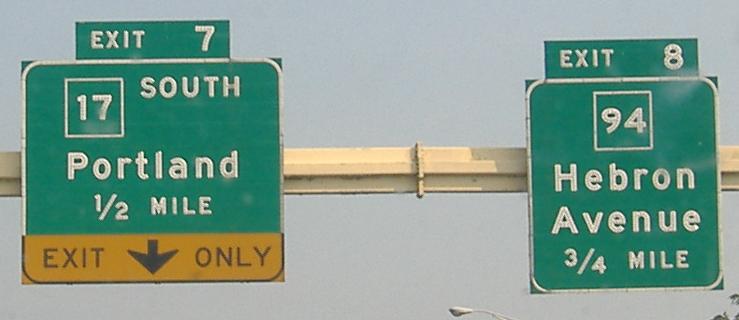 EXIT 7
17 SOUTH
Portland
1/2 MILE
EXIT ONLY
EXIT 8
94
Hebron
Avenue
3/4 MILE